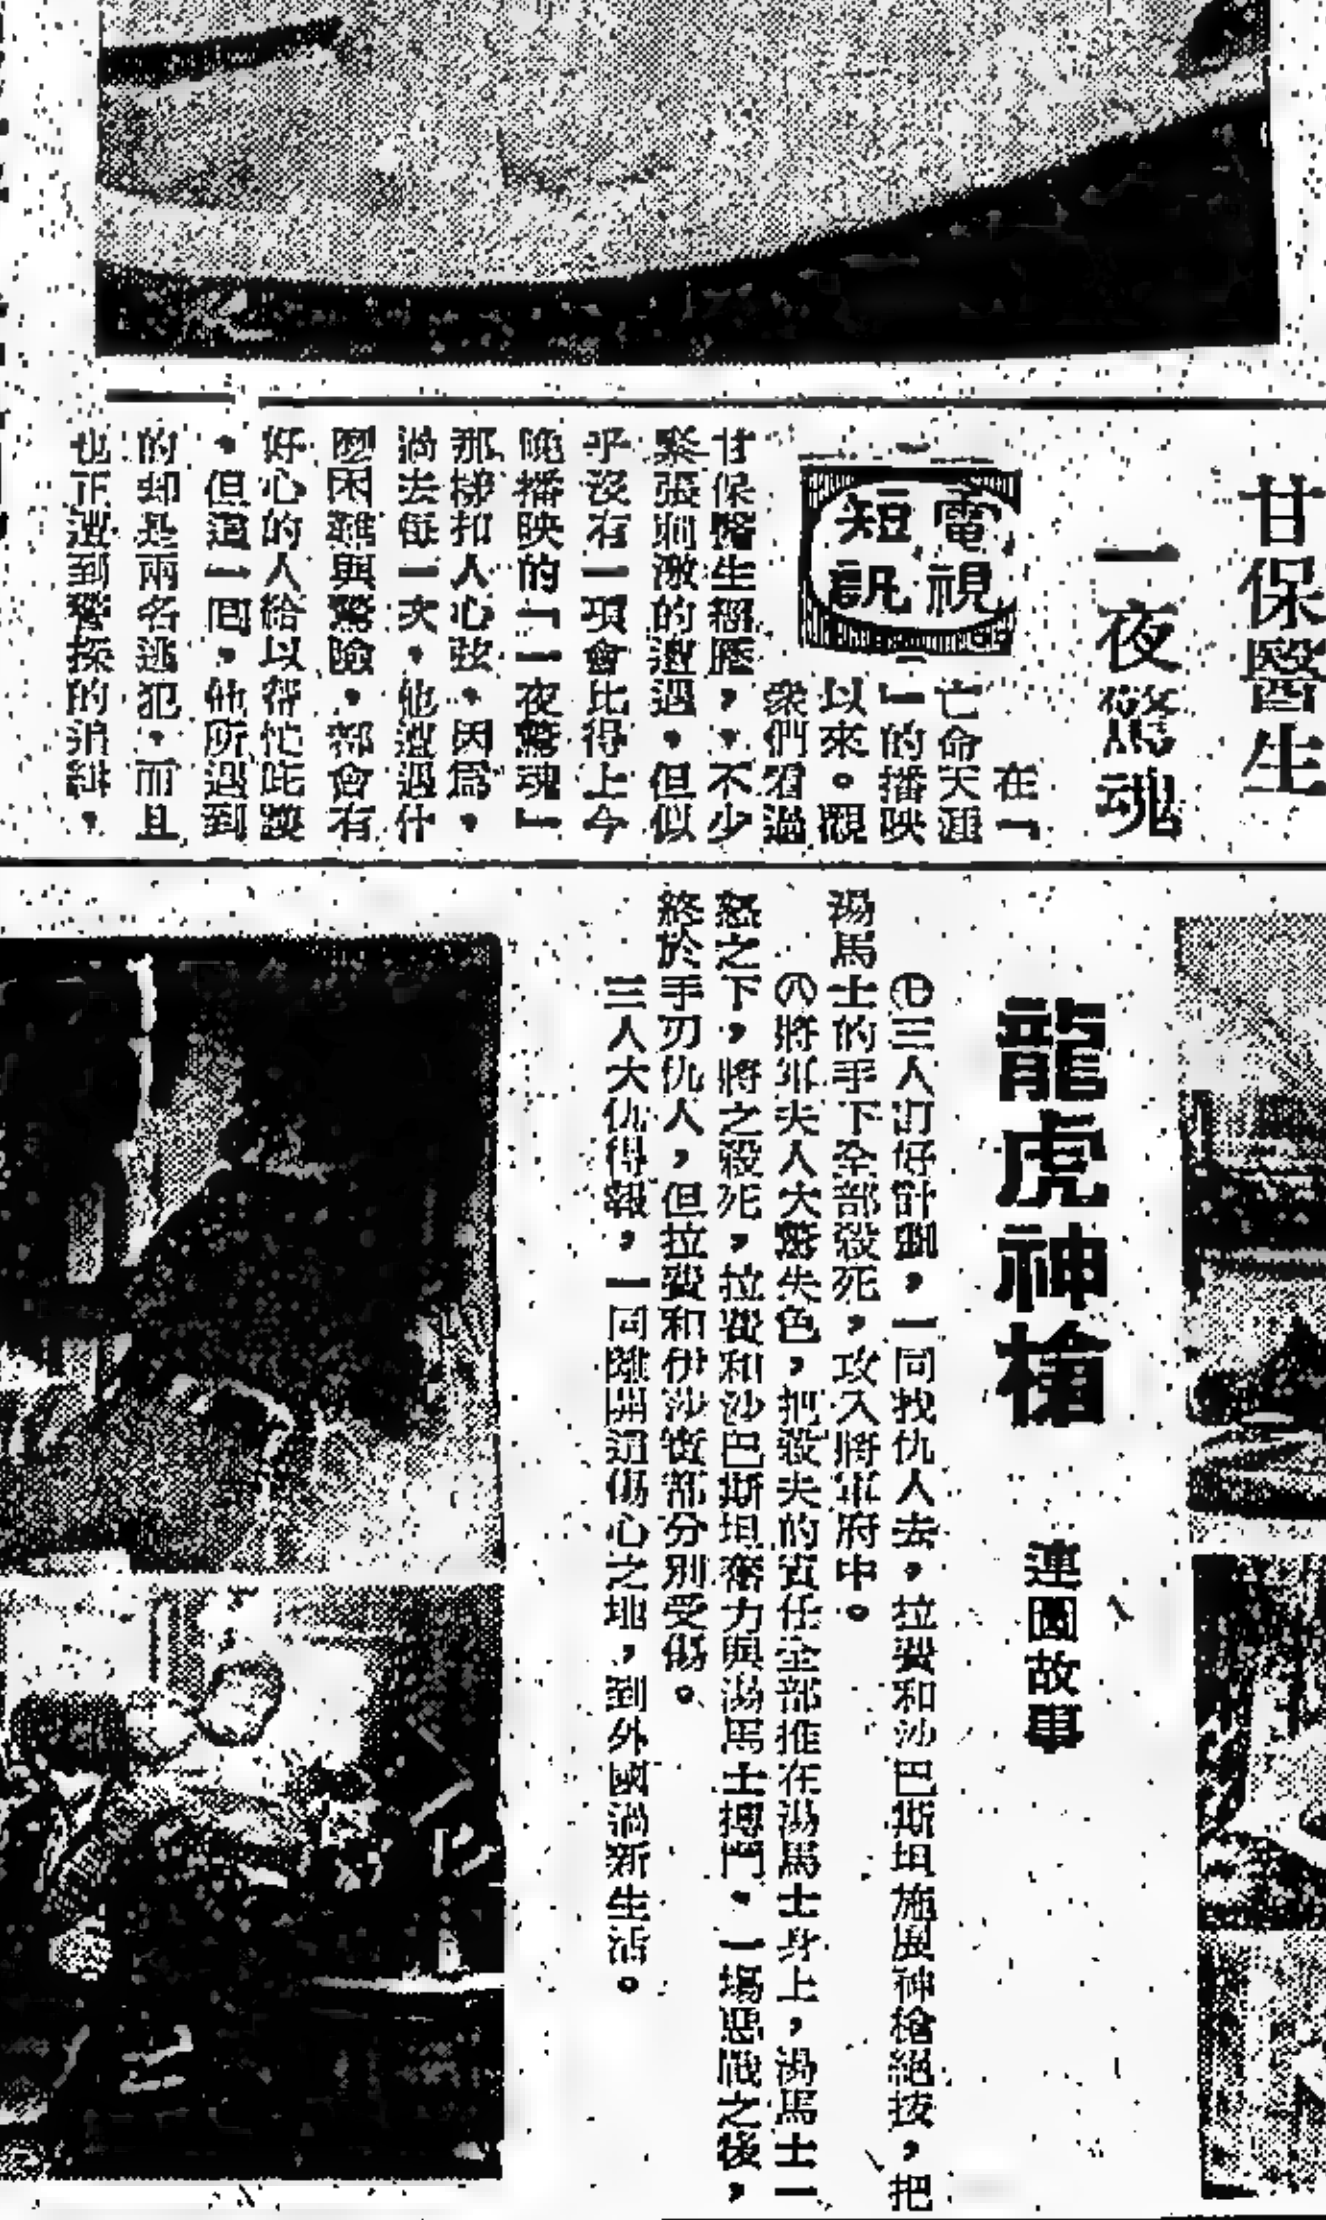 甘保醫生
一夜驚魂
電視
短訊
在「
亡命天涯
」的播映
以來。觀
衆們看過
甘保醫生經歷,不少
緊張刺激的遭遇,但似
乎沒有一項會比得上今
晚播映的「一夜驚魂」
那樣扣人心弦。因爲,
過去每一次,他遭遇什
麼困難與驚險,都會有
好心的人給以帮忙庇護
。但這一回,他所遇到
的却是兩名逃犯,而且
也正遭到警探的追緝,
龍虎神槍
連圖故事
㊆三人訂好計劃,一同找仇人去,拉費和沙巴斯坦施展神槍絕技,把
湯馬士的手下全部殺死,攻入將軍府中。
㊇將軍夫人大驚失色,把殺夫的責任全部推在湯馬士身上,湯馬士一
怒之下,將之殺死,拉費和沙巴斯坦奮力與湯馬士搏鬥。一場惡戰之後,
終於手刃仇人,但拉費和伊沙賓都分別受傷。
三人大仇得報,一同離開這傷心之地,到外國過新生活。